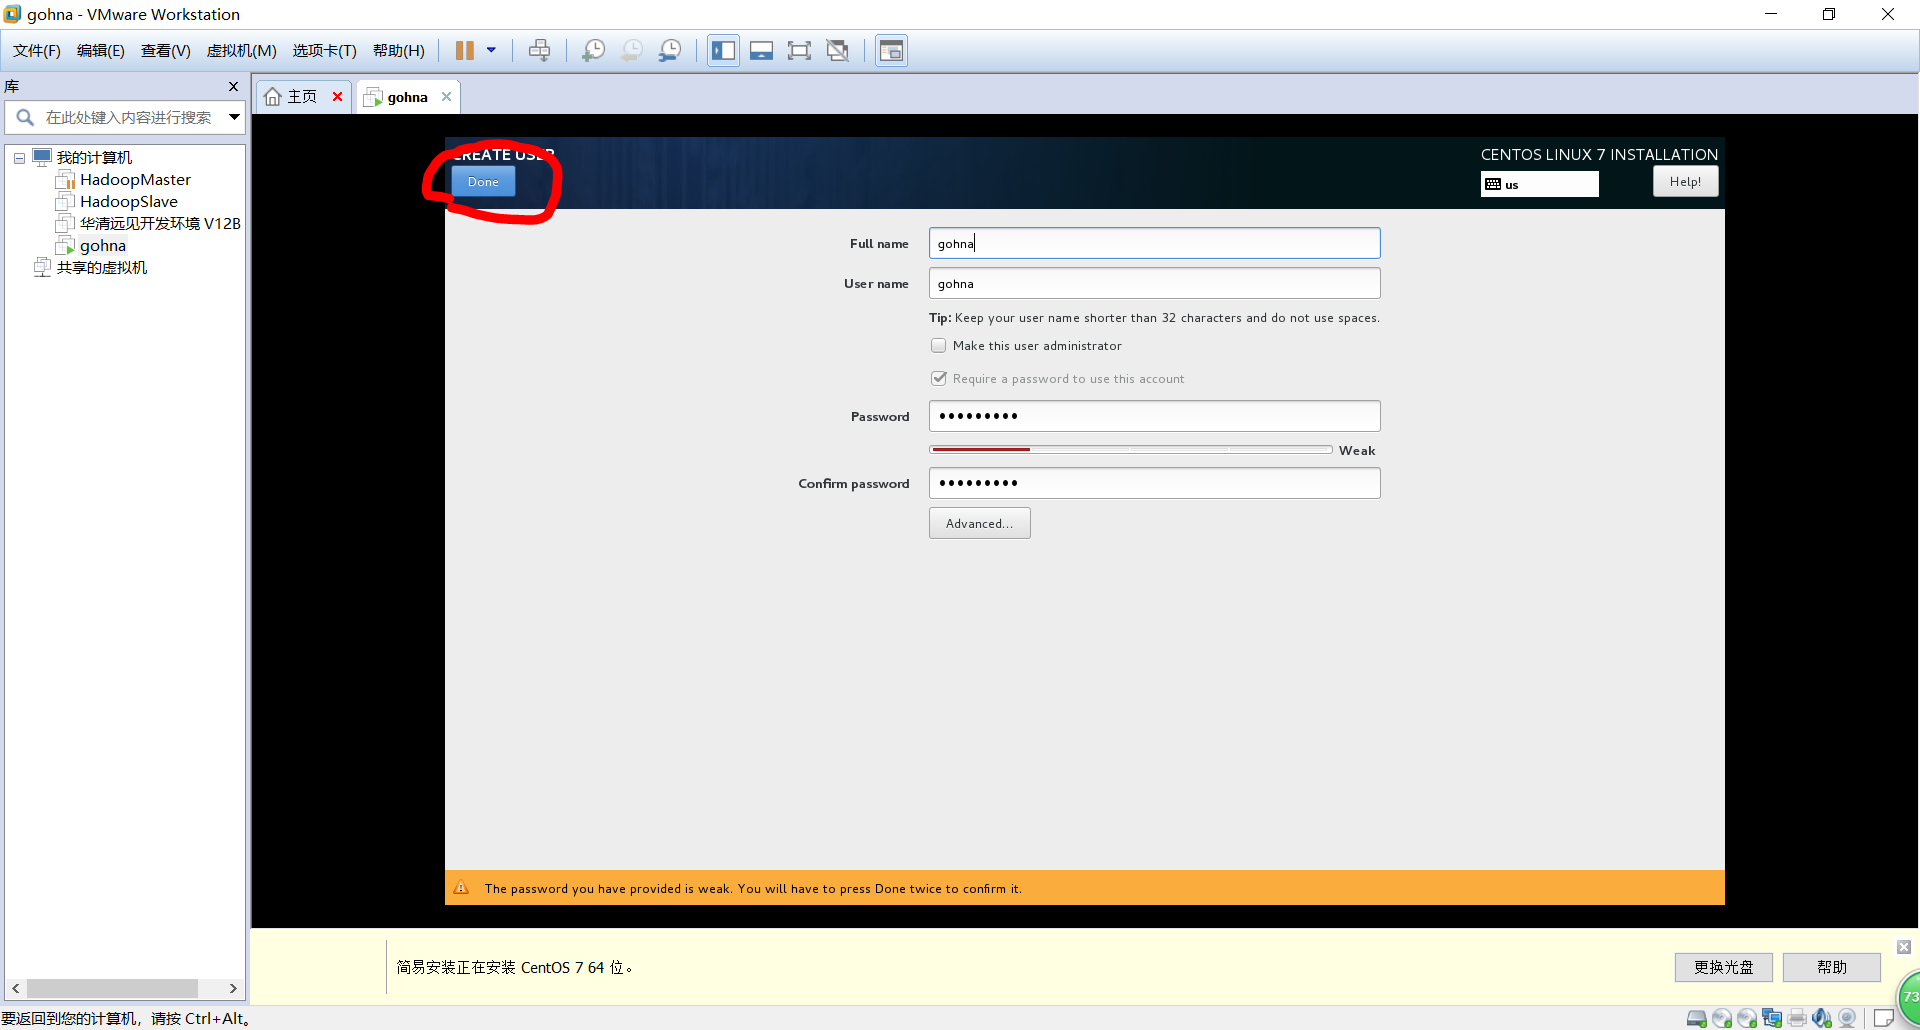 gohna - VMware Workstation
文件(F) 编辑(E) 查看(V) 虚拟机(M) 选项卡(T) 帮助(H)
库
在此处键入内容进行搜索
我的计算机
HadoopMaster
HadoopSlave
华清远见开发环境 V12B
gohna
共享的虚拟机
主页
gohna
CREATE USER
Done
CENTOS LINUX 7 INSTALLATION
us
Help!
Full name
gohna
User name
gohna
Tip: Keep your user name shorter than 32 characters and do not use spaces.
Make this user administrator
Require a password to use this account
Password
•••••••••
Weak
Confirm password
•••••••••
Advanced...
The password you have provided is weak. You will have to press Done twice to confirm it.
简易安装正在安装 CentOS 7 64 位。
更换光盘
帮助
73
要返回到您的计算机，请按 Ctrl+Alt。